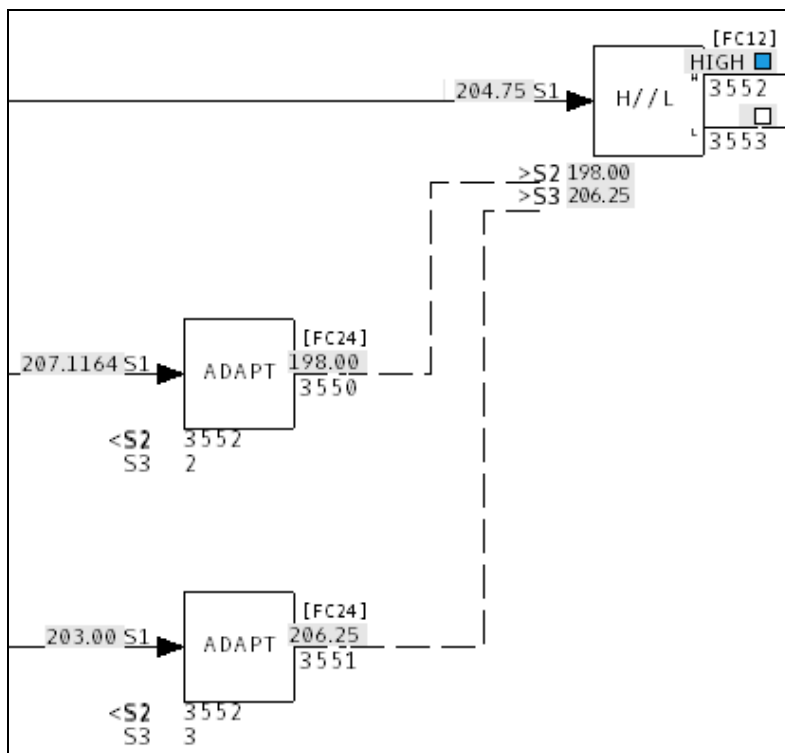 [FC12]
HIGH
204.75 S1
H//L
H
3552
L
3553
>S2 198.00
>S3 206.25
[FC24]
207.1164 S1
ADAPT
198.00
3550
<S2 3552
S3 2
[FC24]
203.00 S1
ADAPT
206.25
3551
<S2 3552
S3 3